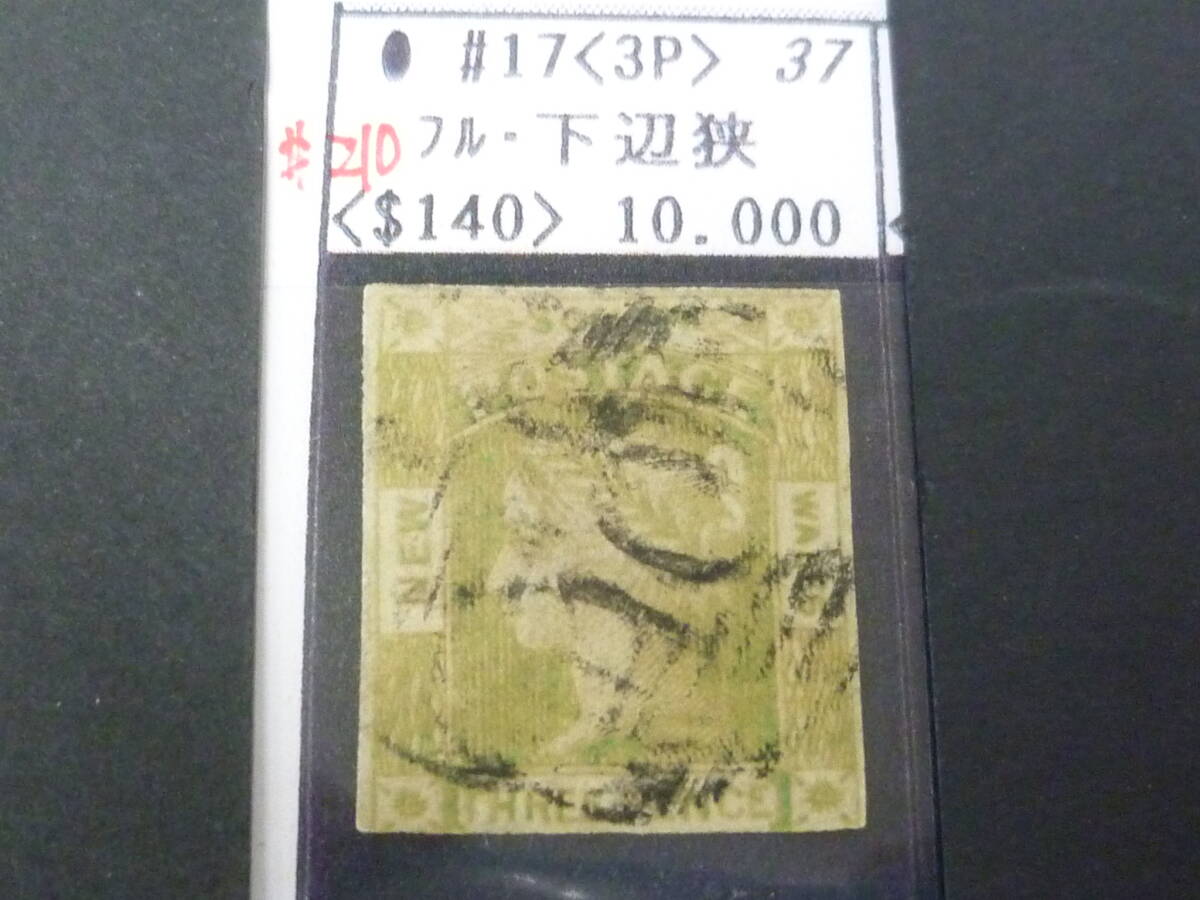 #17<3P> 37
#210
フル・下辺狭
<$140> 10.000
POSTAGE
NEW
WALES
THREE PENCE